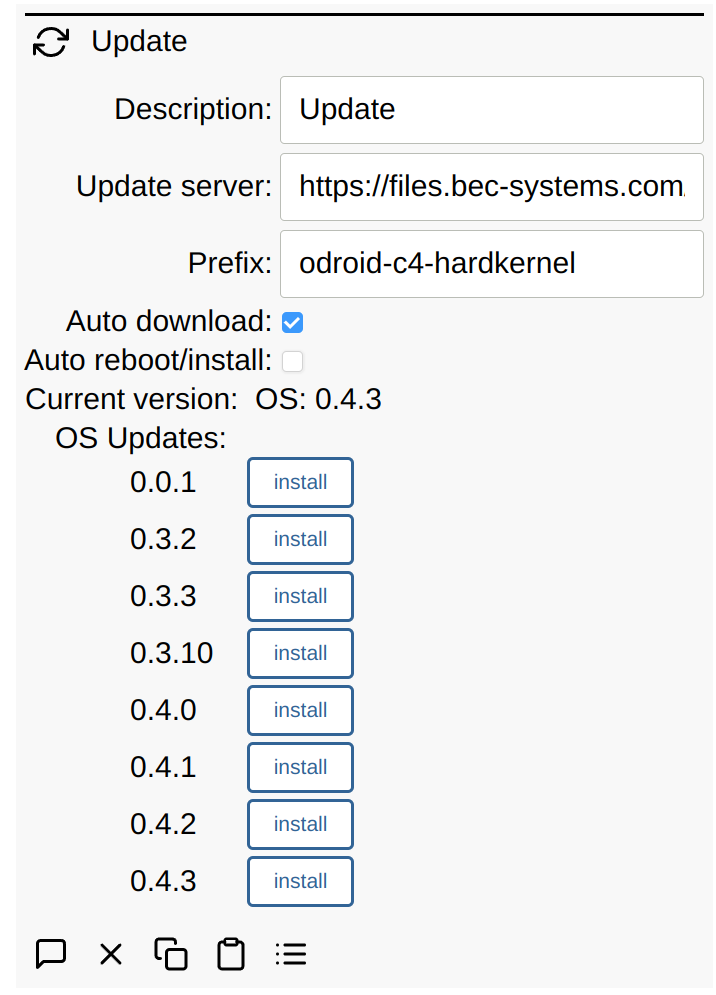 Update
Description: Update
Update server: https://files.bec-systems.com
Prefix: odroid-c4-hardkernel
Auto download:
Auto reboot/install:
Current version: OS: 0.4.3
OS Updates:
0.0.1 install
0.3.2 install
0.3.3 install
0.3.10 install
0.4.0 install
0.4.1 install
0.4.2 install
0.4.3 install